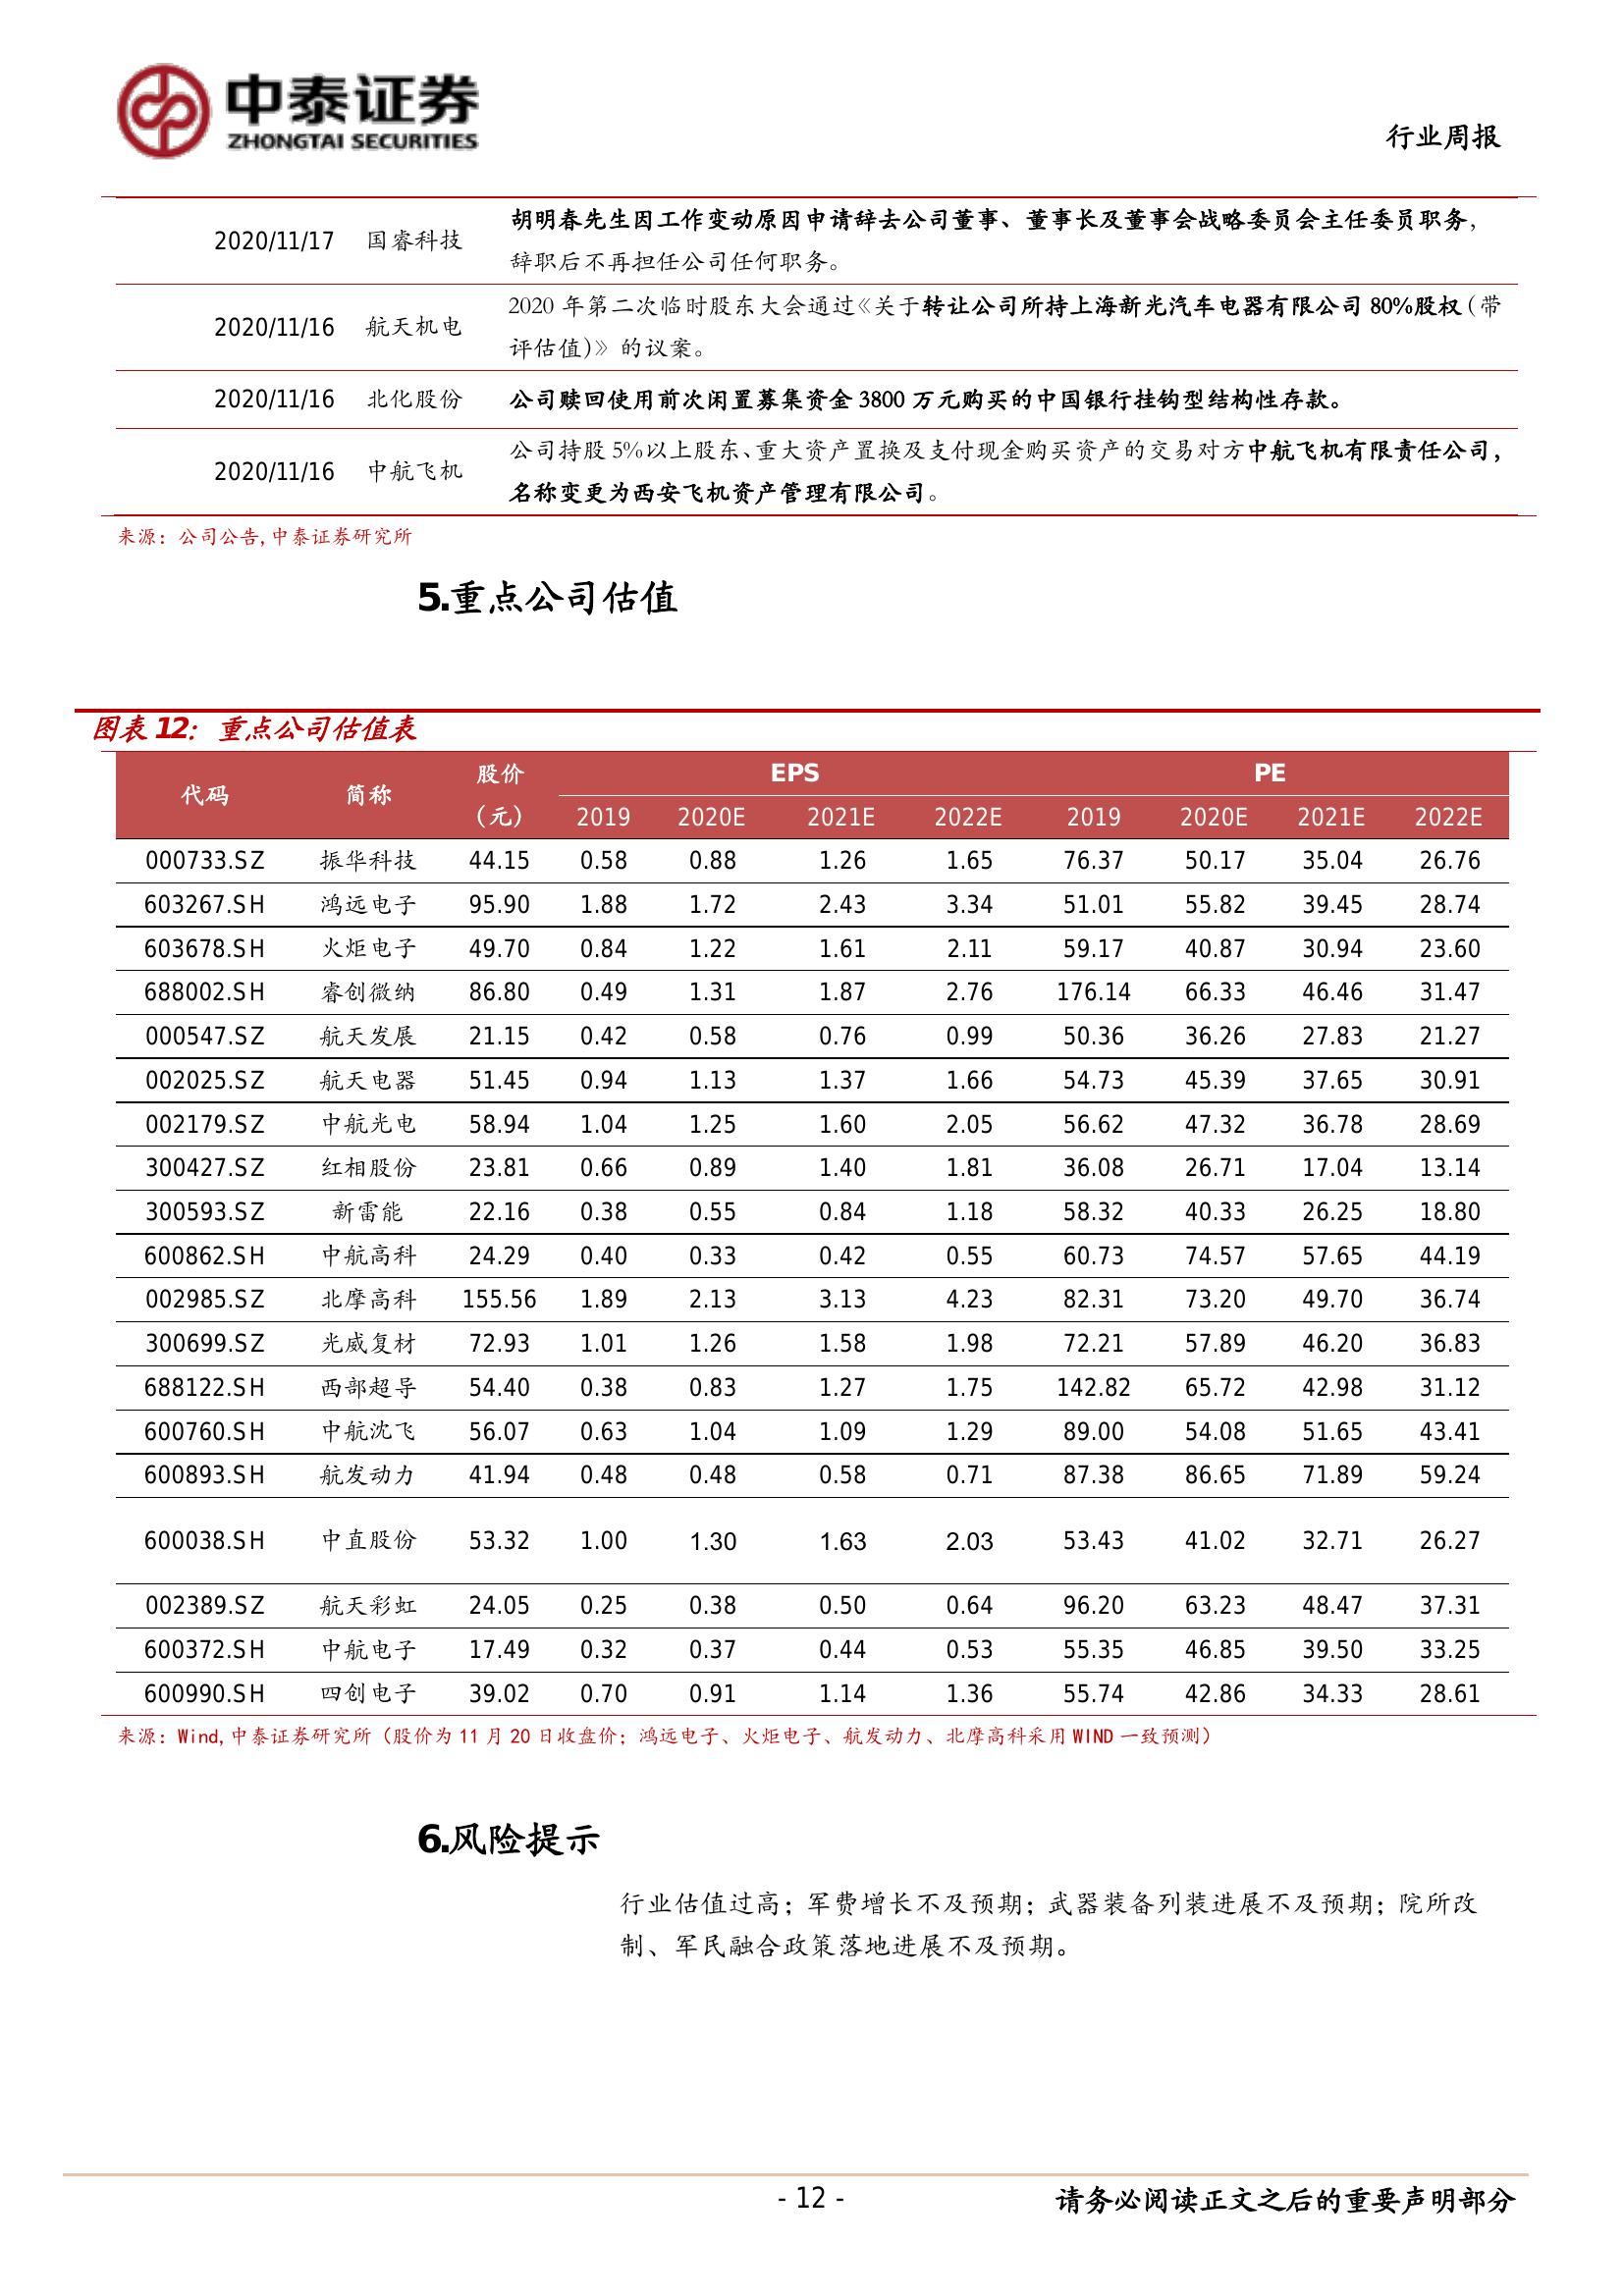 中泰证券
ZHONGTAI SECURITIES
行业周报
2020/11/17 国睿科技 胡明春先生因工作变动原因申请辞去公司董事、董事长及董事会战略委员会主任委员职务，
辞职后不再担任公司任何职务。
2020/11/16 航天机电 2020 年第二次临时股东大会通过《关于转让公司所持上海新光汽车电器有限公司 80%股权（带
评估值）》的议案。
2020/11/16 北化股份 公司赎回使用前次闲置募集资金 3800 万元购买的中国银行挂钩型结构性存款。
2020/11/16 中航飞机 公司持股 5%以上股东、重大资产置换及支付现金购买资产的交易对方中航飞机有限责任公司，
名称变更为西安飞机资产管理有限公司。
来源：公司公告,中泰证券研究所
5.重点公司估值
图表 12：重点公司估值表
代码 简称 股价（元） EPS PE
2019 2020E 2021E 2022E 2019 2020E 2021E 2022E
000733.SZ 振华科技 44.15 0.58 0.88 1.26 1.65 76.37 50.17 35.04 26.76
603267.SH 鸿远电子 95.90 1.88 1.72 2.43 3.34 51.01 55.82 39.45 28.74
603678.SH 火炬电子 49.70 0.84 1.22 1.61 2.11 59.17 40.87 30.94 23.60
688002.SH 睿创微纳 86.80 0.49 1.31 1.87 2.76 176.14 66.33 46.46 31.47
000547.SZ 航天发展 21.15 0.42 0.58 0.76 0.99 50.36 36.26 27.83 21.27
002025.SZ 航天电器 51.45 0.94 1.13 1.37 1.66 54.73 45.39 37.65 30.91
002179.SZ 中航光电 58.94 1.04 1.25 1.60 2.05 56.62 47.32 36.78 28.69
300427.SZ 红相股份 23.81 0.66 0.89 1.40 1.81 36.08 26.71 17.04 13.14
300593.SZ 新雷能 22.16 0.38 0.55 0.84 1.18 58.32 40.33 26.25 18.80
600862.SH 中航高科 24.29 0.40 0.33 0.42 0.55 60.73 74.57 57.65 44.19
002985.SZ 北摩高科 155.56 1.89 2.13 3.13 4.23 82.31 73.20 49.70 36.74
300699.SZ 光威复材 72.93 1.01 1.26 1.58 1.98 72.21 57.89 46.20 36.83
688122.SH 西部超导 54.40 0.38 0.83 1.27 1.75 142.82 65.72 42.98 31.12
600760.SH 中航沈飞 56.07 0.63 1.04 1.09 1.29 89.00 54.08 51.65 43.41
600893.SH 航发动力 41.94 0.48 0.48 0.58 0.71 87.38 86.65 71.89 59.24
600038.SH 中直股份 53.32 1.00 1.30 1.63 2.03 53.43 41.02 32.71 26.27
002389.SZ 航天彩虹 24.05 0.25 0.38 0.50 0.64 96.20 63.23 48.47 37.31
600372.SH 中航电子 17.49 0.32 0.37 0.44 0.53 55.35 46.85 39.50 33.25
600990.SH 四创电子 39.02 0.70 0.91 1.14 1.36 55.74 42.86 34.33 28.61
来源：Wind,中泰证券研究所（股价为 11 月 20 日收盘价；鸿远电子、火炬电子、航发动力、北摩高科采用 WIND 一致预测）
6.风险提示
行业估值过高；军费增长不及预期；武器装备列装进展不及预期；院所改
制、军民融合政策落地进展不及预期。
- 12 -
请务必阅读正文之后的重要声明部分